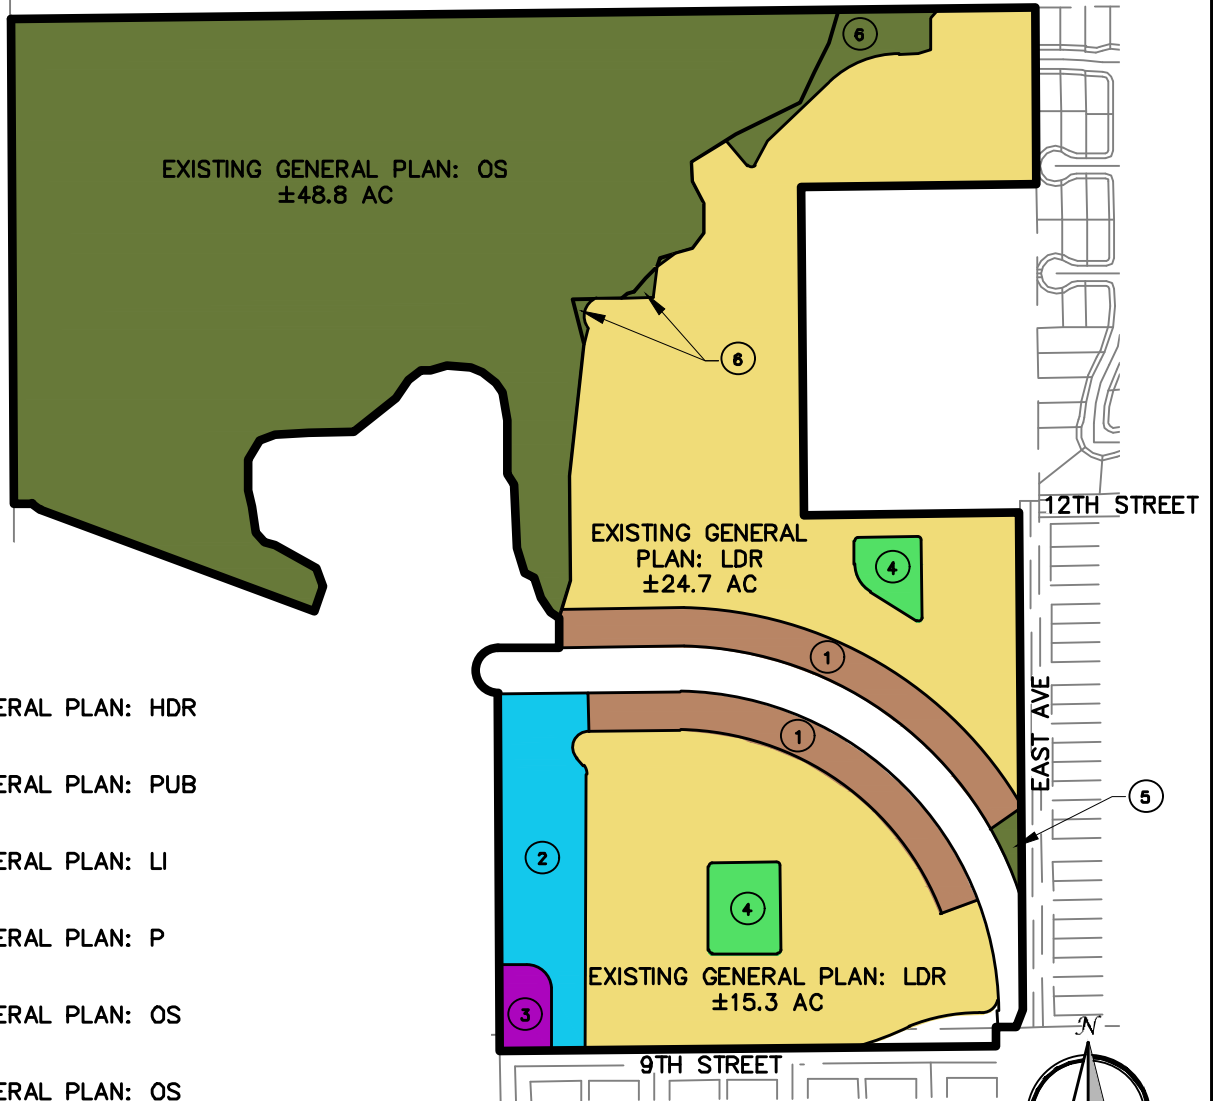 6
EXISTING GENERAL PLAN: OS
±48.8 AC
6
12TH STREET
EXISTING GENERAL
PLAN: LDR
±24.7 AC
4
1
EAST AVE
ERAL PLAN: HDR
1
ERAL PLAN: PUB
5
2
ERAL PLAN: LI
4
ERAL PLAN: P
EXISTING GENERAL PLAN: LDR
±15.3 AC
3
ERAL PLAN: OS
N
9TH STREET
ERAL PLAN: OS